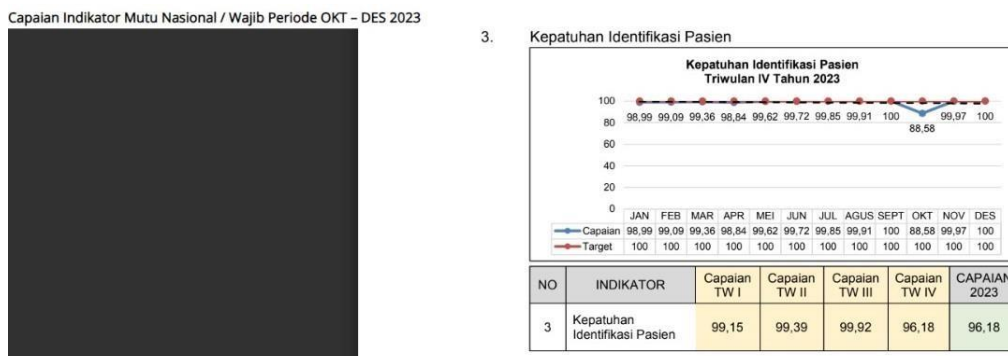 Capaian Indikator Mutu Nasional / Wajib Periode OKT – DES 2023
3. Kepatuhan Identifikasi Pasien
Kepatuhan Identifikasi Pasien
Triwulan IV Tahun 2023
100
80
60
40
20
0
98,99 99,09 99,36 98,84 99,62 99,72 99,85 99,91 100 88,58 99,97 100
JAN FEB MAR APR MEI JUN JUL AGUS SEPT OKT NOV DES
Capaian 98,99 99,09 99,36 98,84 99,62 99,72 99,85 99,91 100 88,58 99,97 100
Target 100 100 100 100 100 100 100 100 100 100 100 100
NO INDIKATOR Capaian TW I Capaian TW II Capaian TW III Capaian TW IV CAPAIAN 2023
3 Kepatuhan Identifikasi Pasien 99,15 99,39 99,92 96,18 96,18